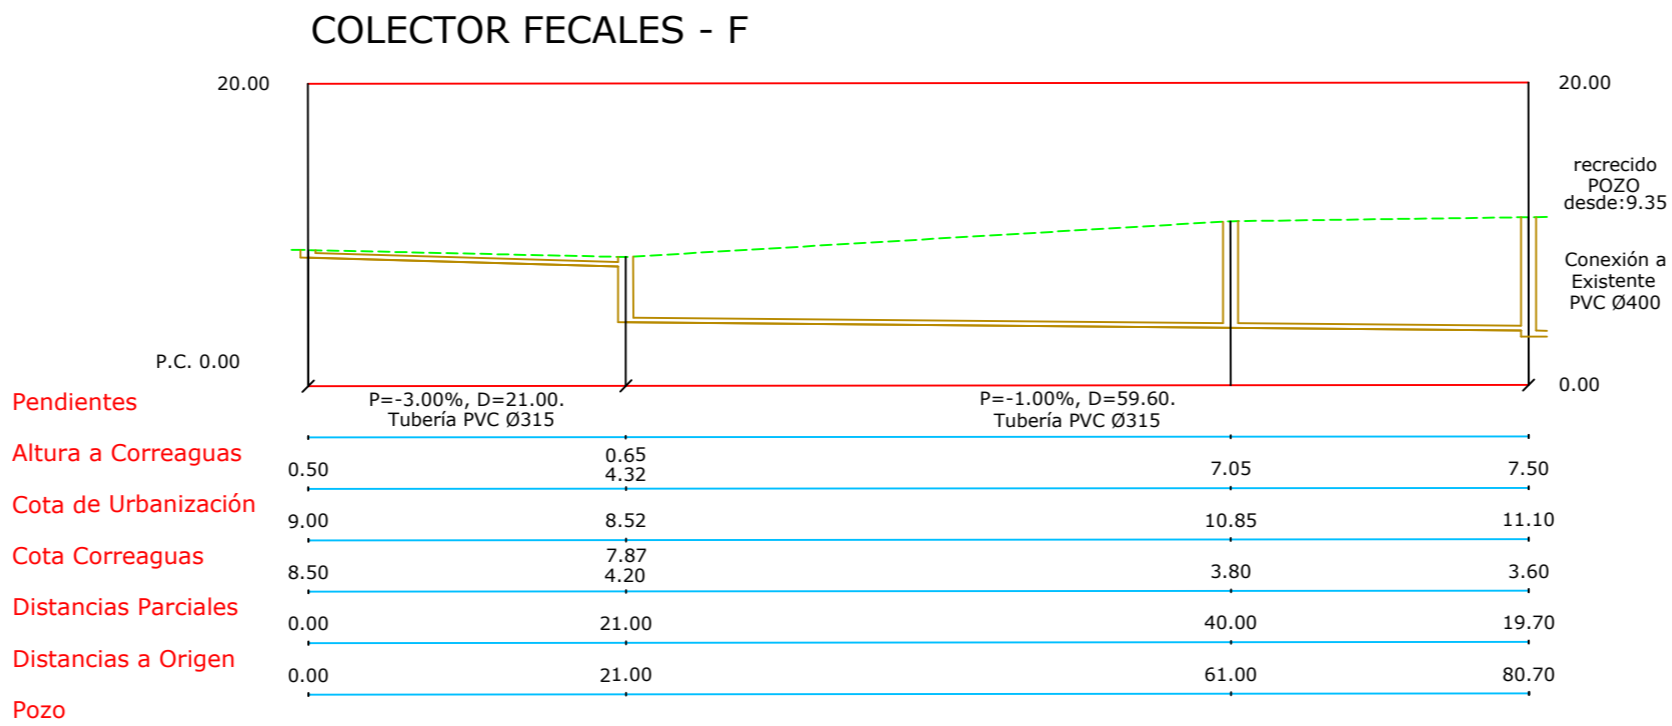 COLECTOR FECALES - F
20.00
20.00
recrecido
POZO
desde:9.35
Conexión a
Existente
PVC Ø400
P.C. 0.00
0.00
Pendientes
P=-3.00%, D=21.00.
Tubería PVC Ø315
P=-1.00%, D=59.60.
Tubería PVC Ø315
Altura a Correaguas
0.50
0.65
4.32
7.05
7.50
Cota de Urbanización
9.00
8.52
10.85
11.10
Cota Correaguas
8.50
7.87
4.20
3.80
3.60
Distancias Parciales
0.00
21.00
40.00
19.70
Distancias a Origen
0.00
21.00
61.00
80.70
Pozo